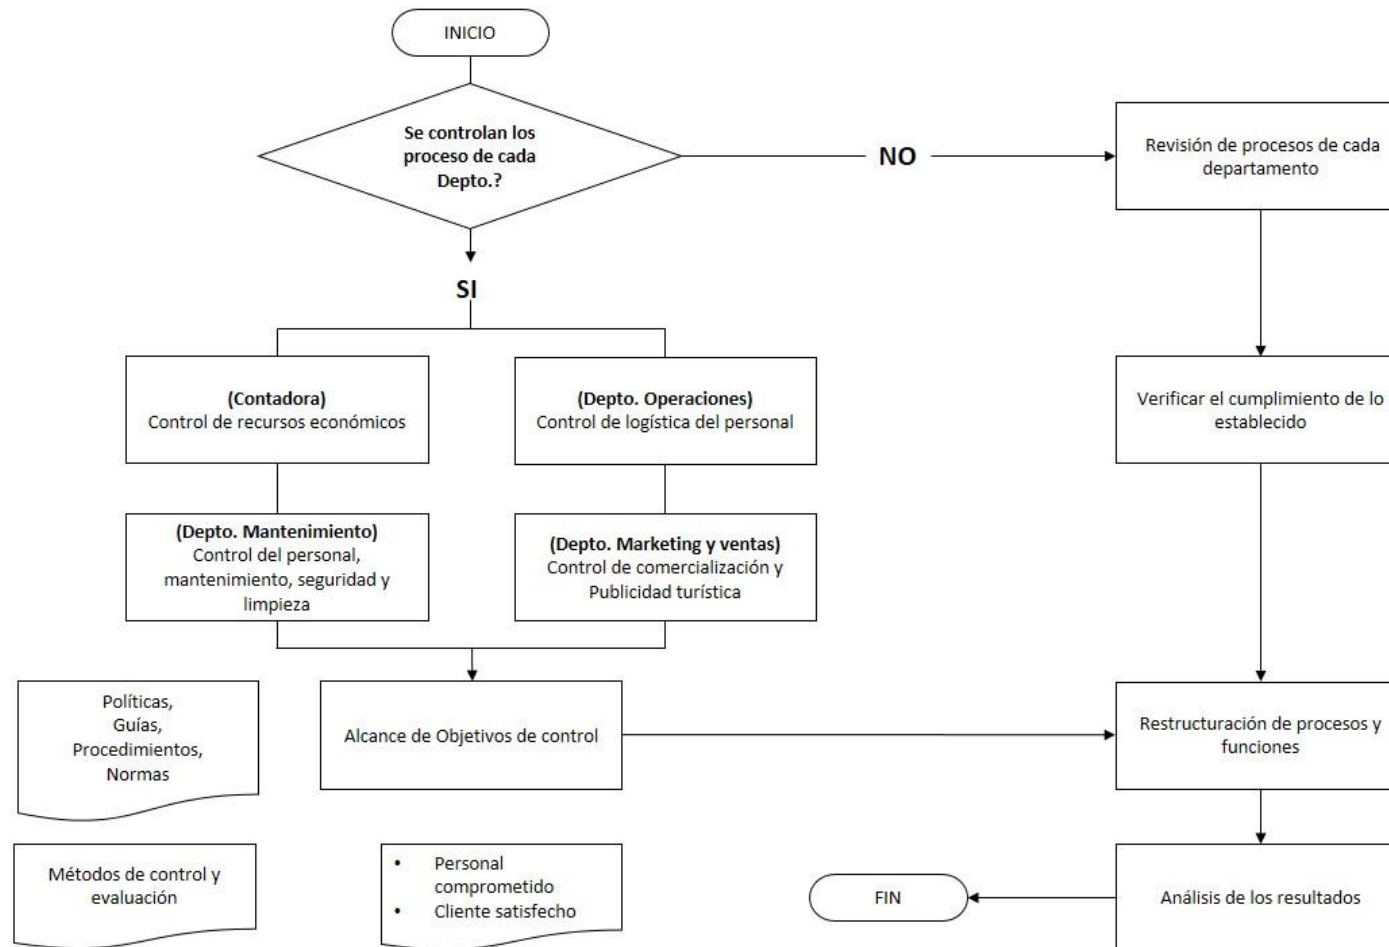 INICIO
Se controlan los
proceso de cada
Depto.?
NO
Revisión de procesos de cada
departamento
SI
(Contadora)
Control de recursos económicos
(Depto. Operaciones)
Control de logística del personal
Verificar el cumplimiento de lo
establecido
(Depto. Mantenimiento)
Control del personal,
mantenimiento, seguridad y
limpieza
(Depto. Marketing y ventas)
Control de comercialización y
Publicidad turística
Políticas,
Guías,
Procedimientos,
Normas
Alcance de Objetivos de control
Restructuración de procesos y
funciones
Métodos de control y
evaluación
• Personal
comprometido
• Cliente satisfecho
FIN
Análisis de los resultados